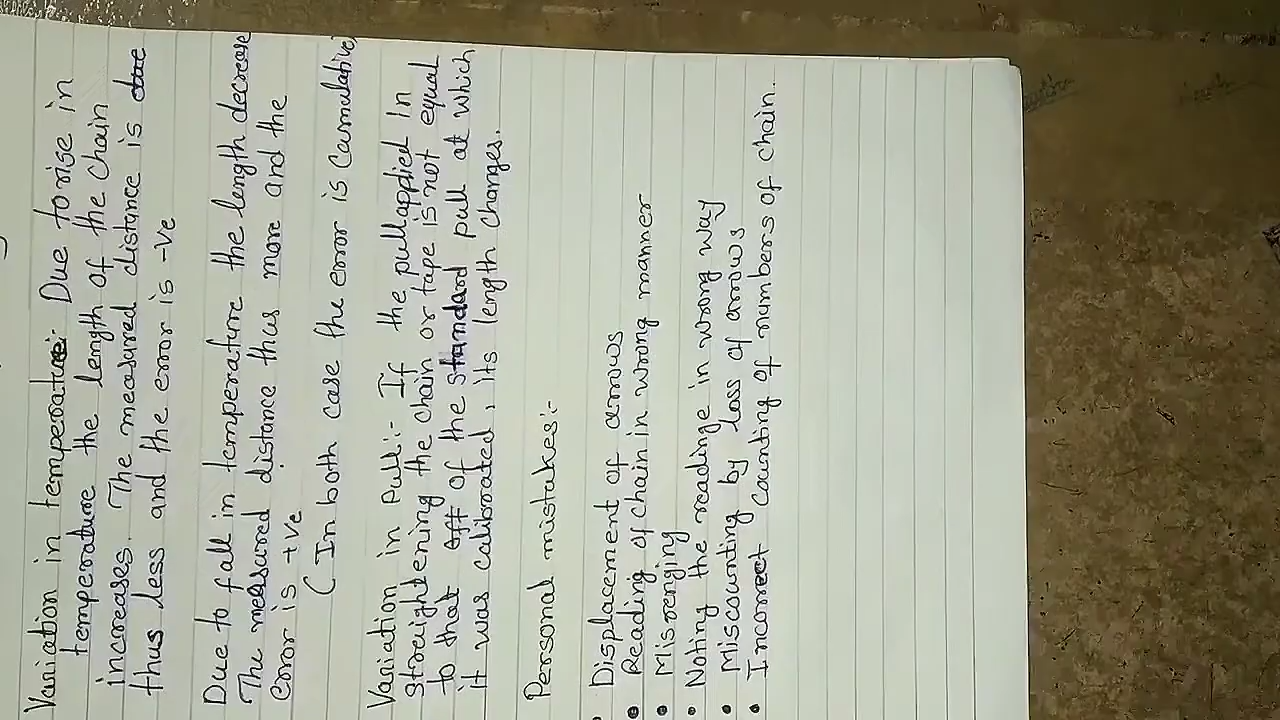 Variation in temperature:- Due to rise in
temperature the length of the chain
increases. The measured distance is due
thus less and the error is -ve
Due to fall in temperature the length decrease
The measured distance thus more and the
error is +ve
(In both case the error is Cumulative)
Variation in Pull:- If the pull applied in
straightening the chain or tape is not equal
to that off of the standard pull at which
it was calibrated, its length changes.
Personal mistakes:-
• Displacement of arrows
• Reading of chain in wrong manner
• Misrenging
• Noting the reading in wrong way
• Miscounting by loss of arrows
• Incorrect counting of numbers of chain.